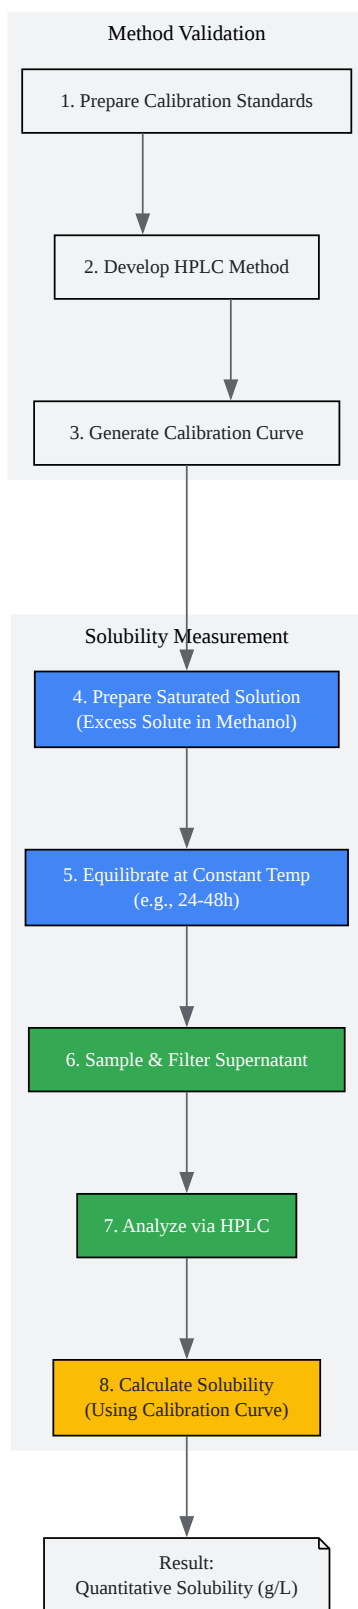 Method Validation
1. Prepare Calibration Standards
2. Develop HPLC Method
3. Generate Calibration Curve
Solubility Measurement
4. Prepare Saturated Solution
(Excess Solute in Methanol)
5. Equilibrate at Constant Temp
(e.g., 24-48h)
6. Sample & Filter Supernatant
7. Analyze via HPLC
8. Calculate Solubility
(Using Calibration Curve)
Result:
Quantitative Solubility (g/L)